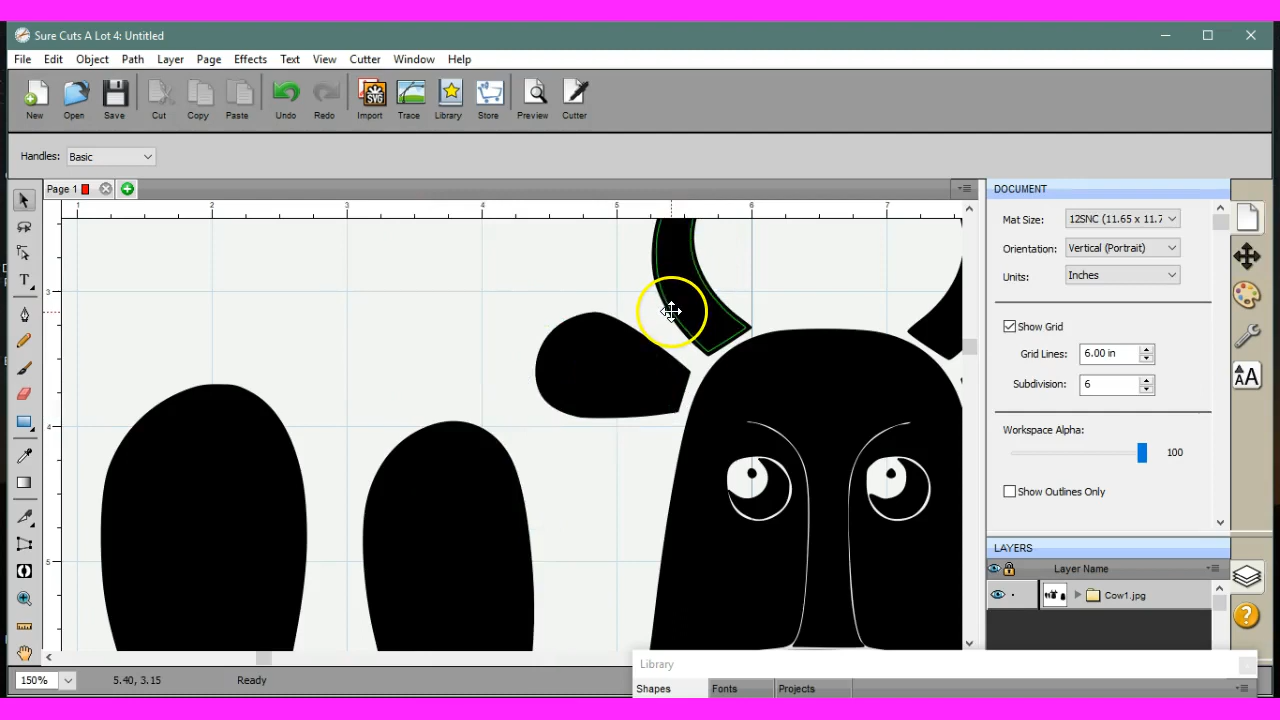 Sure Cuts A Lot 4: Untitled
File Edit Object Path Layer Page Effects Text View Cutter Window Help
SVG
New Open Save Cut Copy Paste Undo Redo Import Trace Library Store Preview Cutter
Handles: Basic
Page 1
DOCUMENT
1 2 3 4 5 6 7
Mat Size: 12SNC (11.65 x 11.7
Orientation: Vertical (Portrait)
Units: Inches
3
Show Grid
Grid Lines: 6.00 in
Subdivision: 6
AA
4
Workspace Alpha:
100
Show Outlines Only
LAYERS
5
Layer Name
Cow1.jpg
Library
150% 5.40, 3.15 Ready
Shapes Fonts Projects